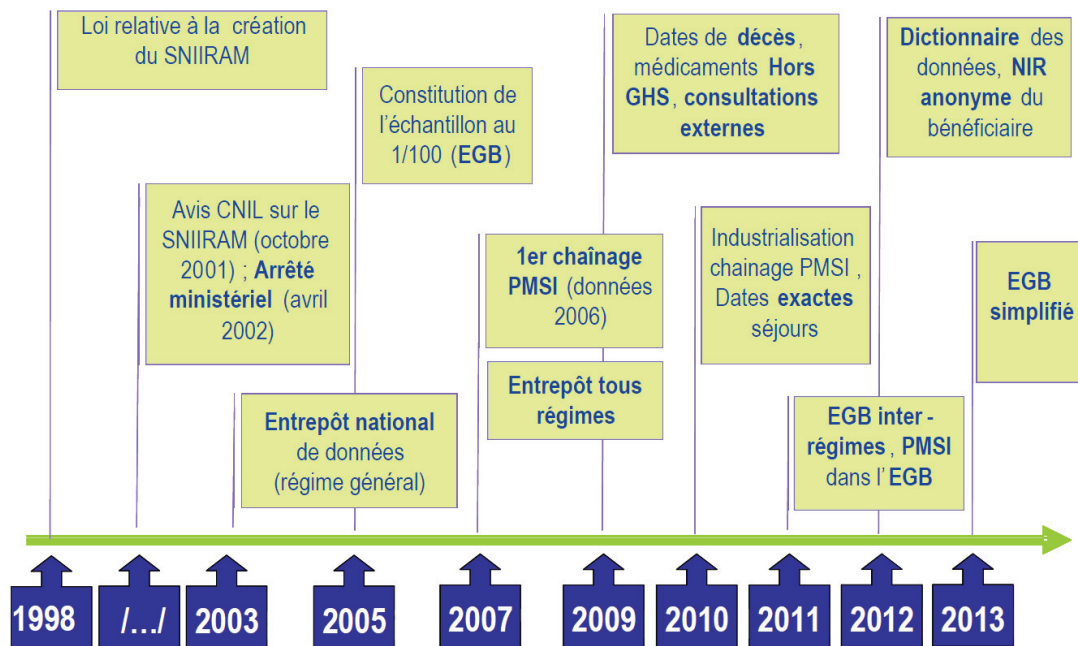 Loi relative à la création
du SNIIRAM
Avis CNIL sur le
SNIIRAM (octobre
2001) ; Arrêté
ministériel (avril
2002)
Entrepôt national
de données
(régime général)
Constitution de
l'échantillon au
1/100 (EGB)
1er chaînage
PMSI (données
2006)
Entrepôt tous
régimes
Dates de décès,
médicaments Hors
GHS, consultations
externes
Industrialisation
chainage PMSI ,
Dates exactes
séjours
EGB inter -
régimes , PMSI
dans l'EGB
Dictionnaire des
données, NIR
anonyme du
bénéficiaire
EGB
simplifié
1998
/.../
2003
2005
2007
2009
2010
2011
2012
2013